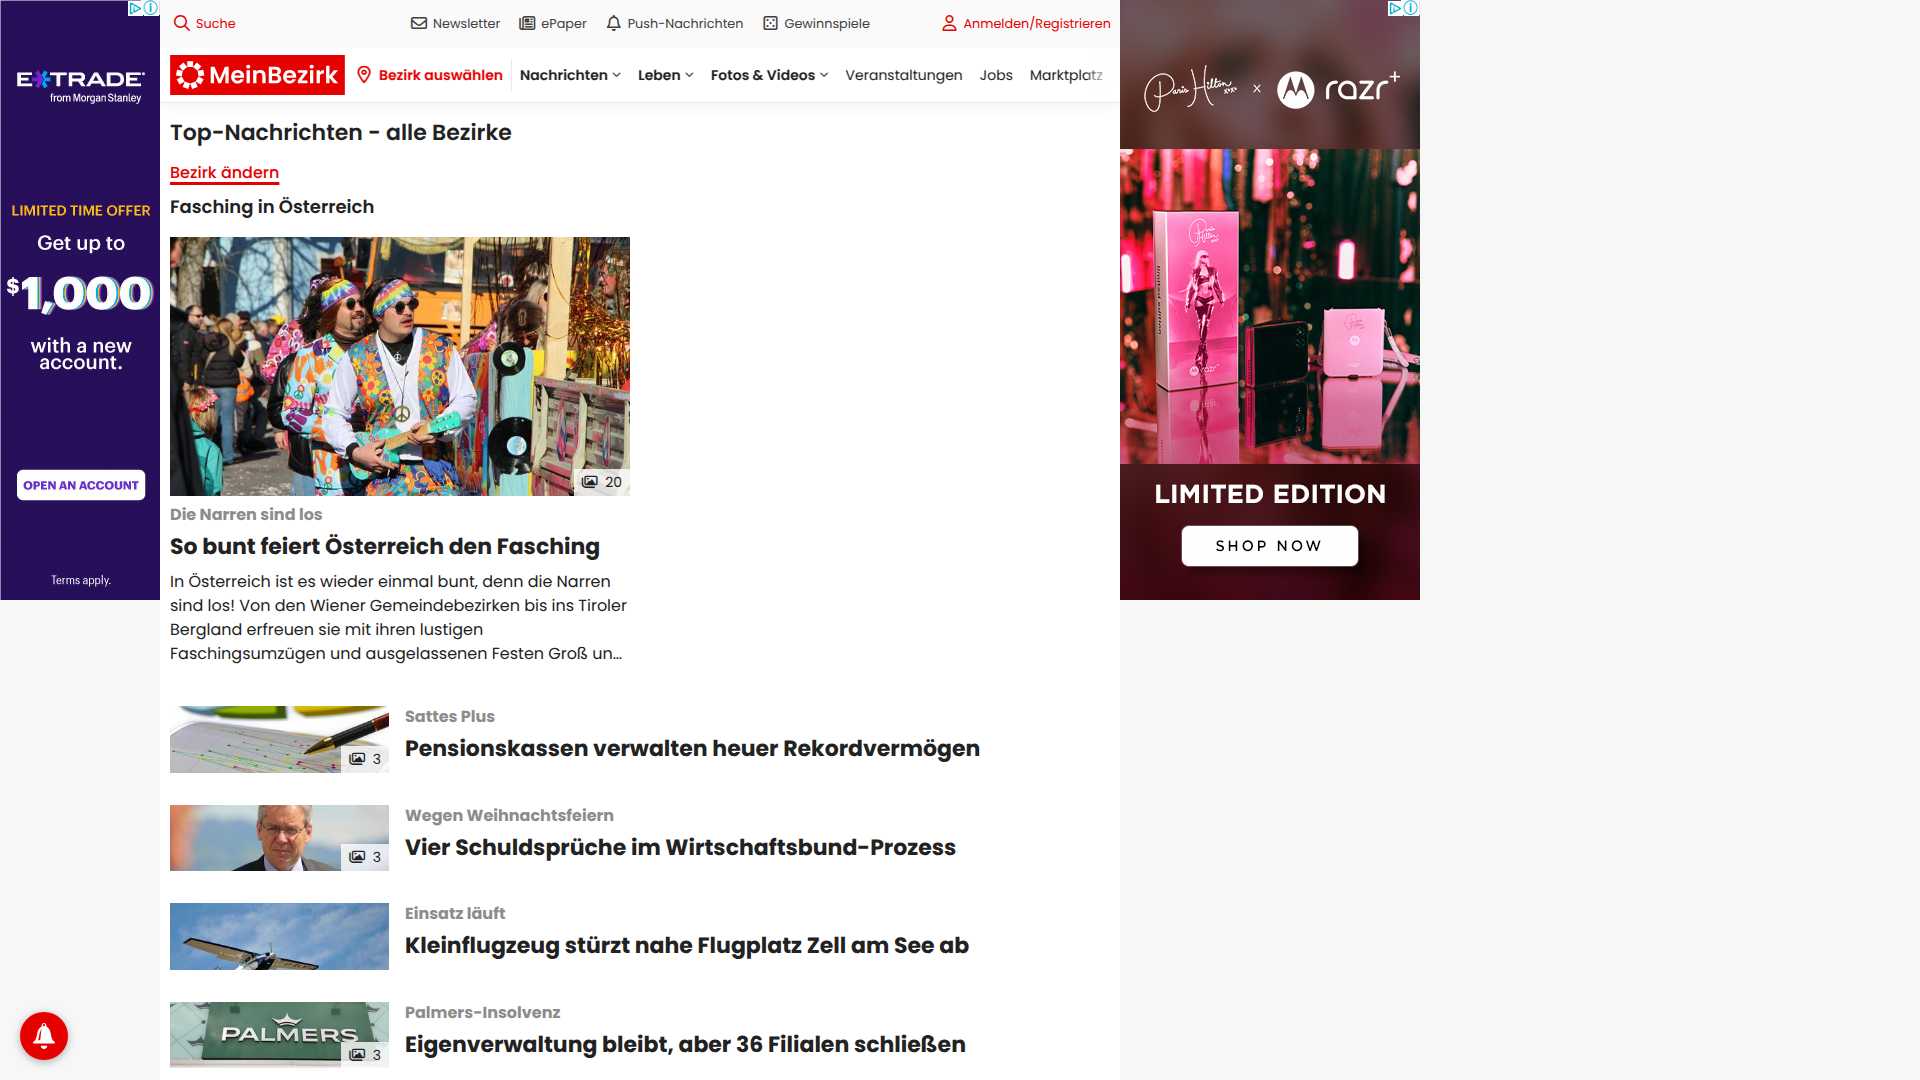 Suche
Newsletter
ePaper
Push-Nachrichten
Gewinnspiele
Anmelden/Registrieren
MeinBezirk
Bezirk auswählen
Nachrichten
Leben
Fotos & Videos
Veranstaltungen
Jobs
Marktplatz
E*TRADE
from Morgan Stanley
LIMITED TIME OFFER
Get up to
$1,000
with a new
account.
OPEN AN ACCOUNT
Terms apply.
Top-Nachrichten - alle Bezirke
Bezirk ändern
Fasching in Österreich
20
Die Narren sind los
So bunt feiert Österreich den Fasching
In Österreich ist es wieder einmal bunt, denn die Narren
sind los! Von den Wiener Gemeindebezirken bis ins Tiroler
Bergland erfreuen sie mit ihren lustigen
Faschingsumzügen und ausgelassenen Festen Groß un...
3
Sattes Plus
Pensionskassen verwalten heuer Rekordvermögen
3
Wegen Weihnachtsfeiern
Vier Schuldsprüche im Wirtschaftsbund-Prozess
Einsatz läuft
Kleinflugzeug stürzt nahe Flugplatz Zell am See ab
PALMERS
3
Palmers-Insolvenz
Eigenverwaltung bleibt, aber 36 Filialen schließen
Paris Hilton x razr+
limited edition
razr+
LIMITED EDITION
SHOP NOW